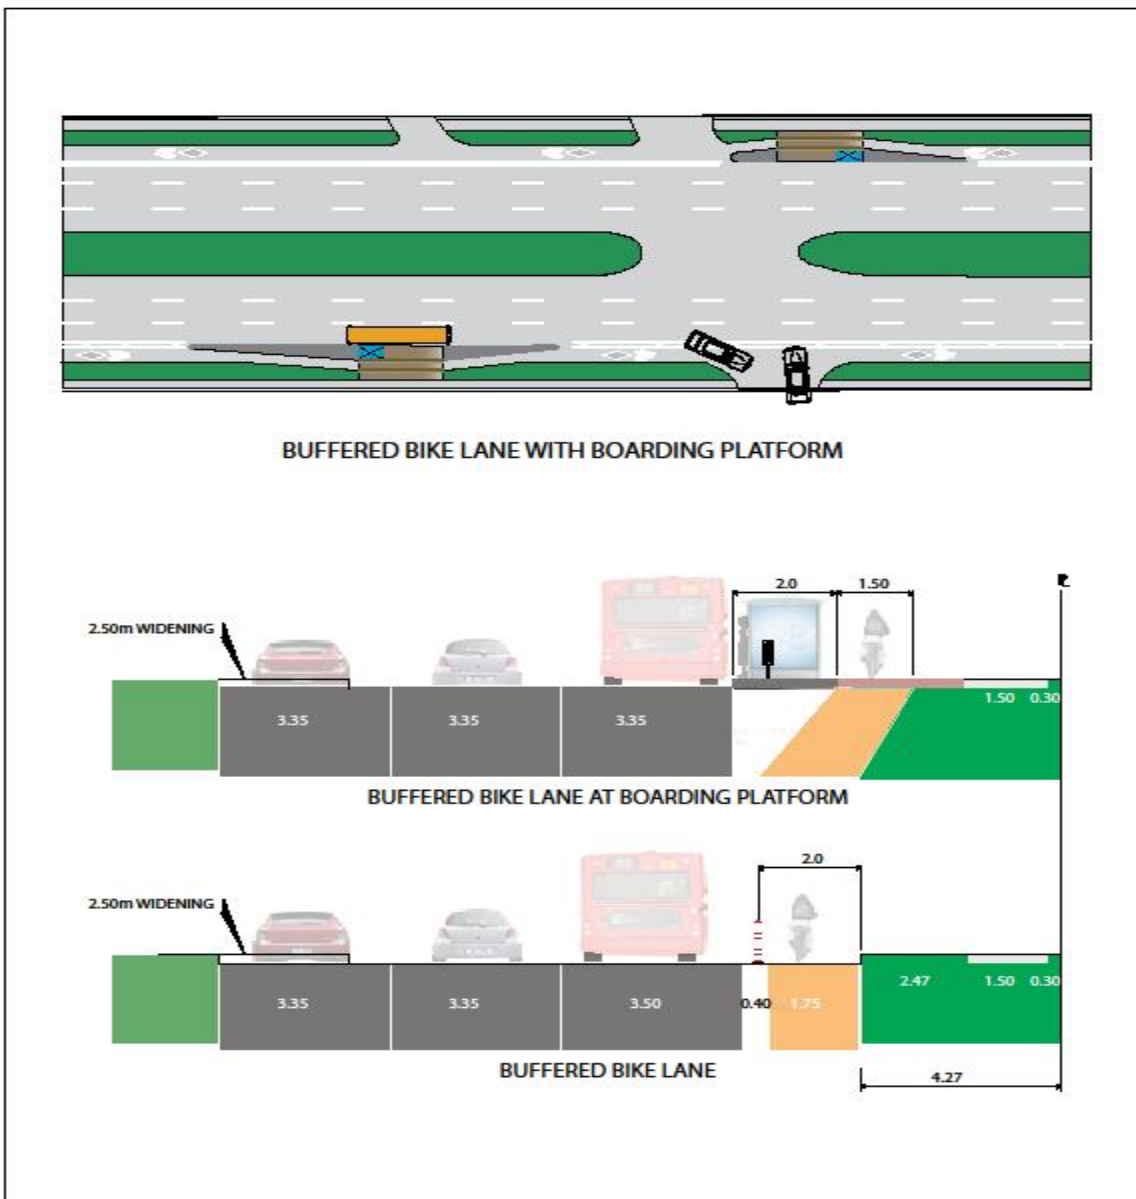 BUFFERED BIKE LANE WITH BOARDING PLATFORM
2.0 1.50
2.50m WIDENING
3.35 3.35 3.35 1.50 0.30
BUFFERED BIKE LANE AT BOARDING PLATFORM
2.0
2.50m WIDENING
3.35 3.35 3.50 0.40 1.75 2.47 1.50 0.30
BUFFERED BIKE LANE
4.27